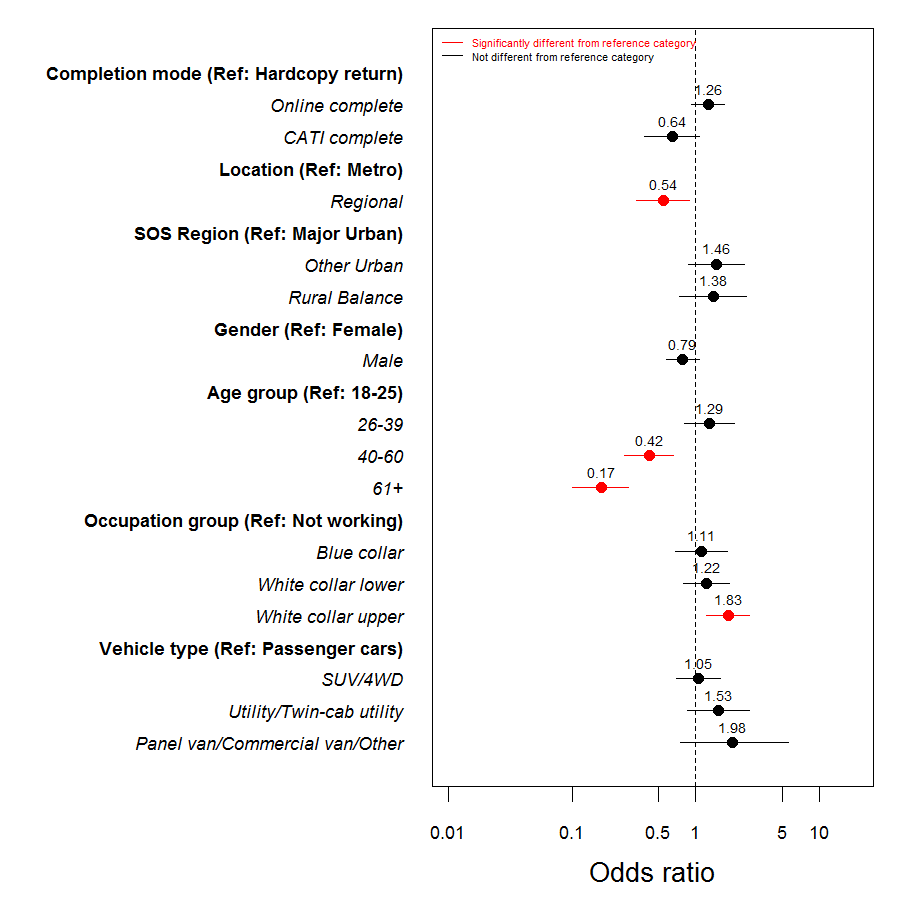 Significantly different from reference category
Not different from reference category
Completion mode (Ref: Hardcopy return)
Online complete 1.26
CATI complete 0.64
Location (Ref: Metro)
Regional 0.54
SOS Region (Ref: Major Urban)
Other Urban 1.46
Rural Balance 1.38
Gender (Ref: Female)
Male 0.79
Age group (Ref: 18-25)
26-39 1.29
40-60 0.42
61+ 0.17
Occupation group (Ref: Not working)
Blue collar 1.11
White collar lower 1.22
White collar upper 1.83
Vehicle type (Ref: Passenger cars)
SUV/4WD 1.05
Utility/Twin-cab utility 1.53
Panel van/Commercial van/Other 1.98
0.01 0.1 0.5 1 5 10
Odds ratio